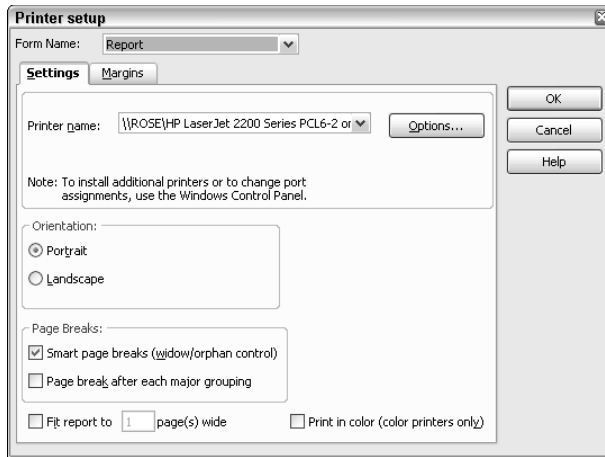 Printer setup
Form Name: Report
Settings Margins
OK
Printer name: \\ROSE\HP LaserJet 2200 Series PCL6-2 or Options...
Cancel
Help
Note: To install additional printers or to change port
assignments, use the Windows Control Panel.
Orientation:
Portrait
Landscape
Page Breaks:
Smart page breaks (widow/orphan control)
Page break after each major grouping
Fit report to 1 page(s) wide Print in color (color printers only)